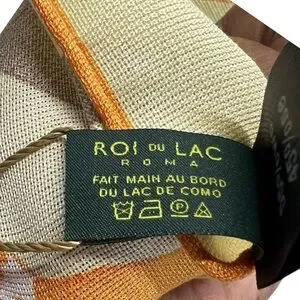 ROI DU LAC
ROMA
FAIT MAIN AU BORD
DU LAC DE COMO